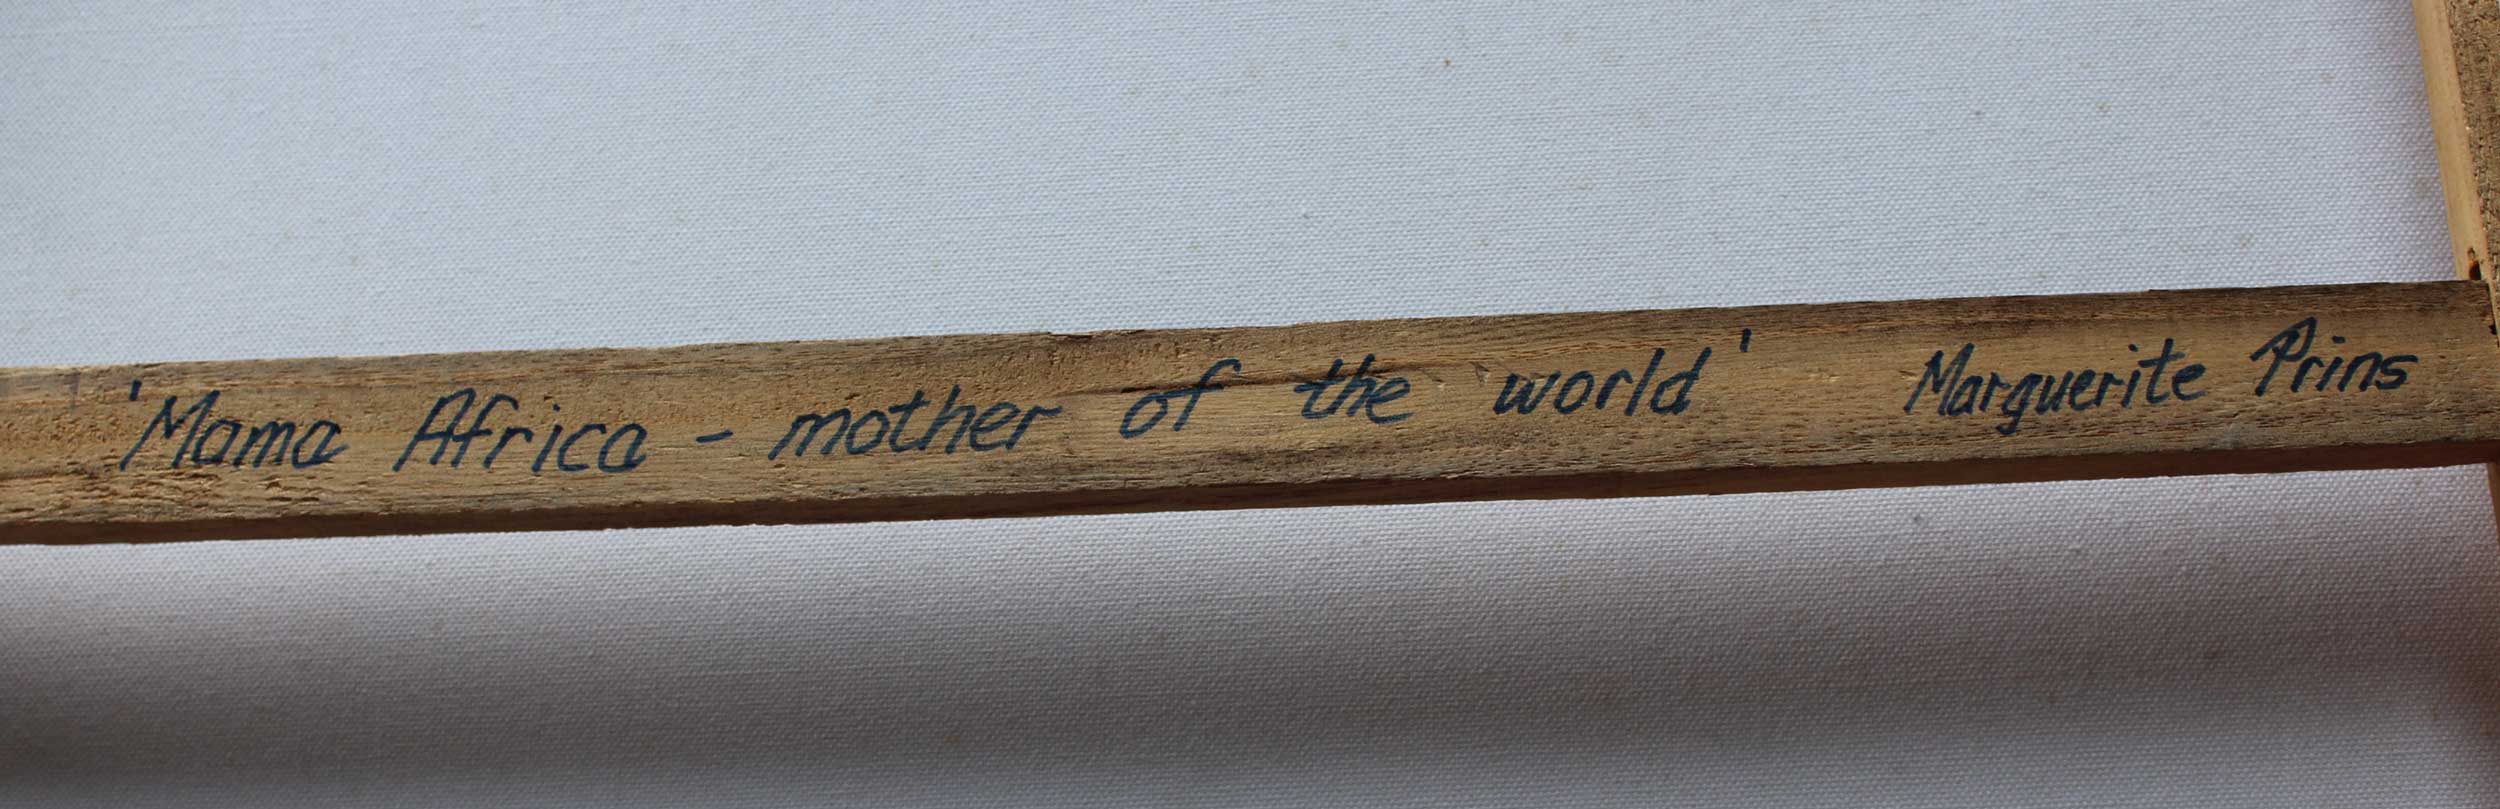 'Mama Africa - mother of the world' Marguerite Prins